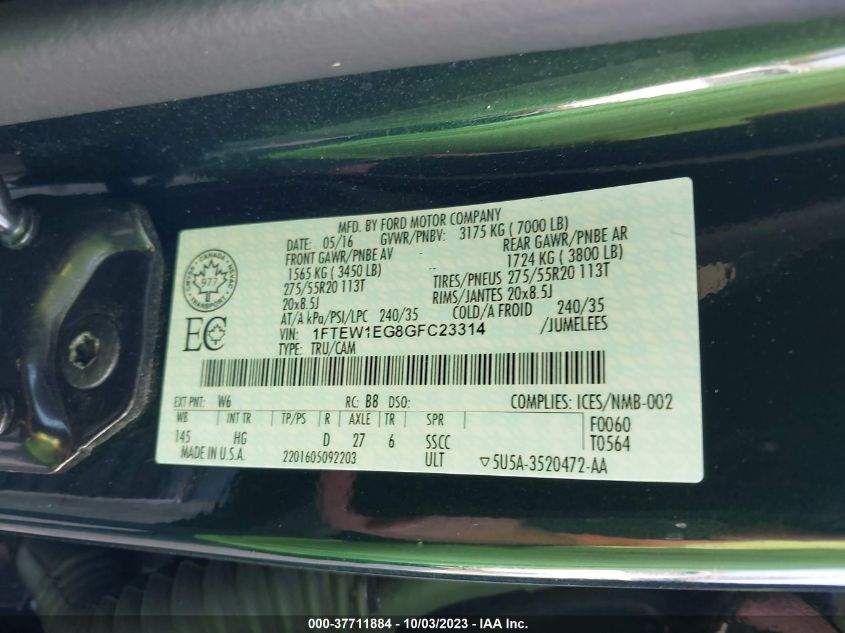 MFD. BY FORD MOTOR COMPANY
DATE: 05/16 GVWR/PNBV: 3175 KG ( 7000 LB)
FRONT GAWR/PNBE AV REAR GAWR/PNBE AR
1565 KG ( 3450 LB) 1724 KG ( 3800 LB)
275/55R20 113T TIRES/PNEUS 275/55R20 113T
20x8.5J RIMS/JANTES 20x8.5J
AT/A kPa/PSI/LPC 240/35 COLD/A FROID 240/35
VIN: 1FTEW1EG8GFC23314 /JUMELEES
TYPE: TRU/CAM
CANADA
977
TRANSPORT
EC
EXT PNT: W6 RC: B8 DSO: COMPLIES: ICES/NMB-002
WB INT TR TP/PS R AXLE TR SPR F0060
145 HG D 27 6 SSCC T0564
MADE IN U.S.A. 2201605092203 ULT ▽5U5A-3520472-AA
000-37711884 - 10/03/2023 - IAA Inc.